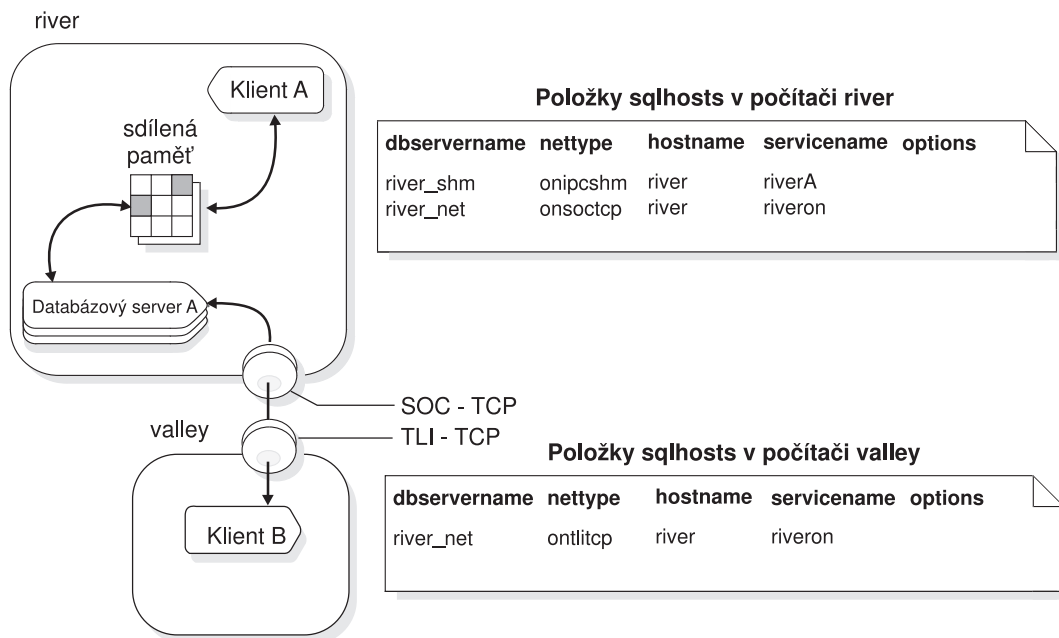 river
Klient A
sdílená
paměť
Databázový server A
Položky sqlhosts v počítači river
dbservername nettype hostname servicename options
river_shm onipcshm river riverA
river_net onsoctcp river riveron
SOC - TCP
TLI - TCP
valley
Klient B
Položky sqlhosts v počítači valley
dbservername nettype hostname servicename options
river_net ontlitcp river riveron